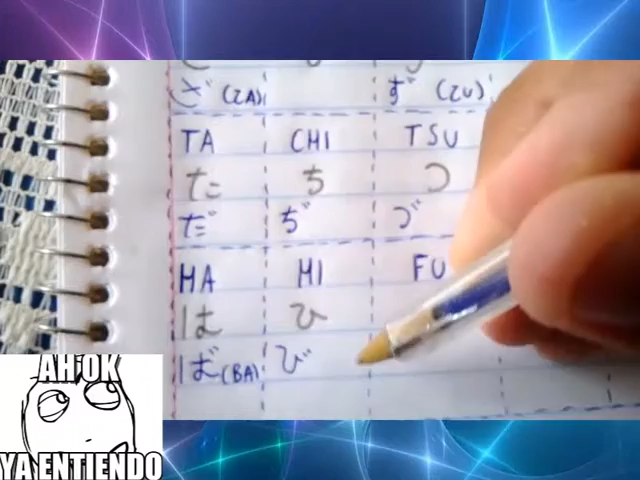 ざ (ZA) ず (ZU)
TA CHI TSU
た ち つ
だ ぢ づ
HA HI FU
は ひ
ば (BA) び
AH OK
YA ENTIENDO